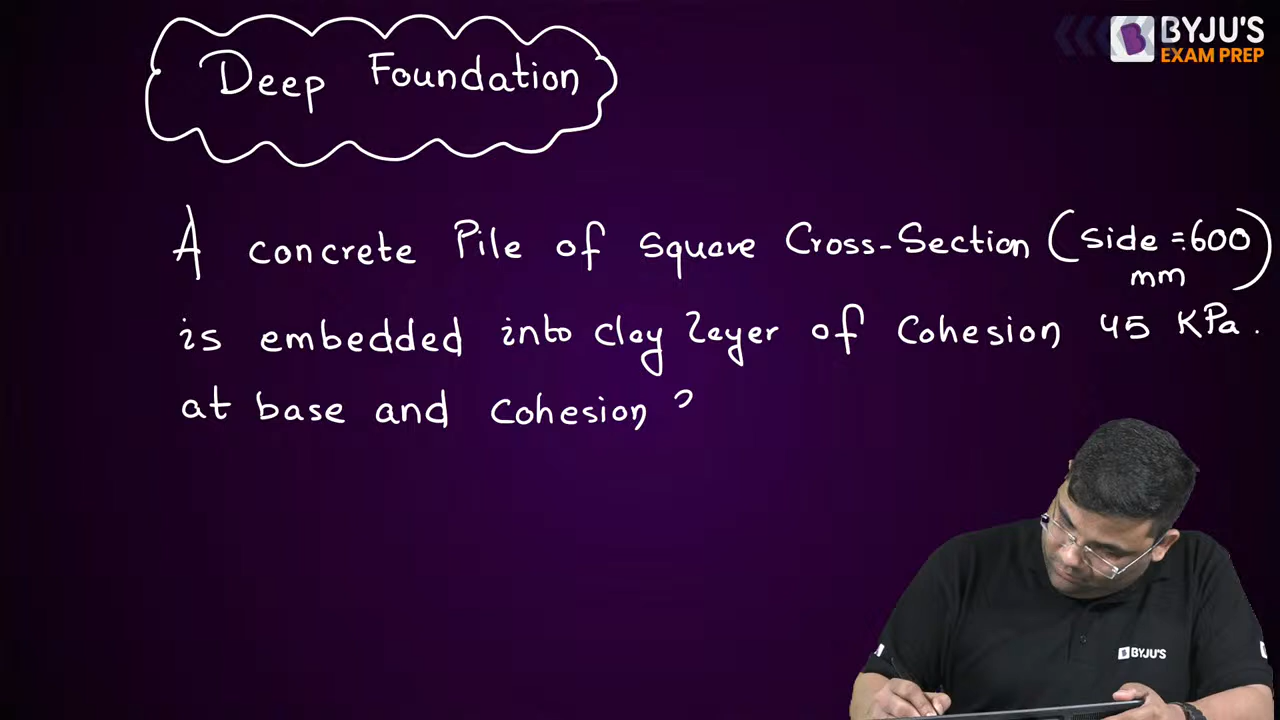 BYJU'S
EXAM PREP
Deep Foundation
A concrete Pile of square Cross-Section (side = 600
mm)
is embedded into clay layer of Cohesion 45 KPa.
at base and Cohesion
BYJU'S